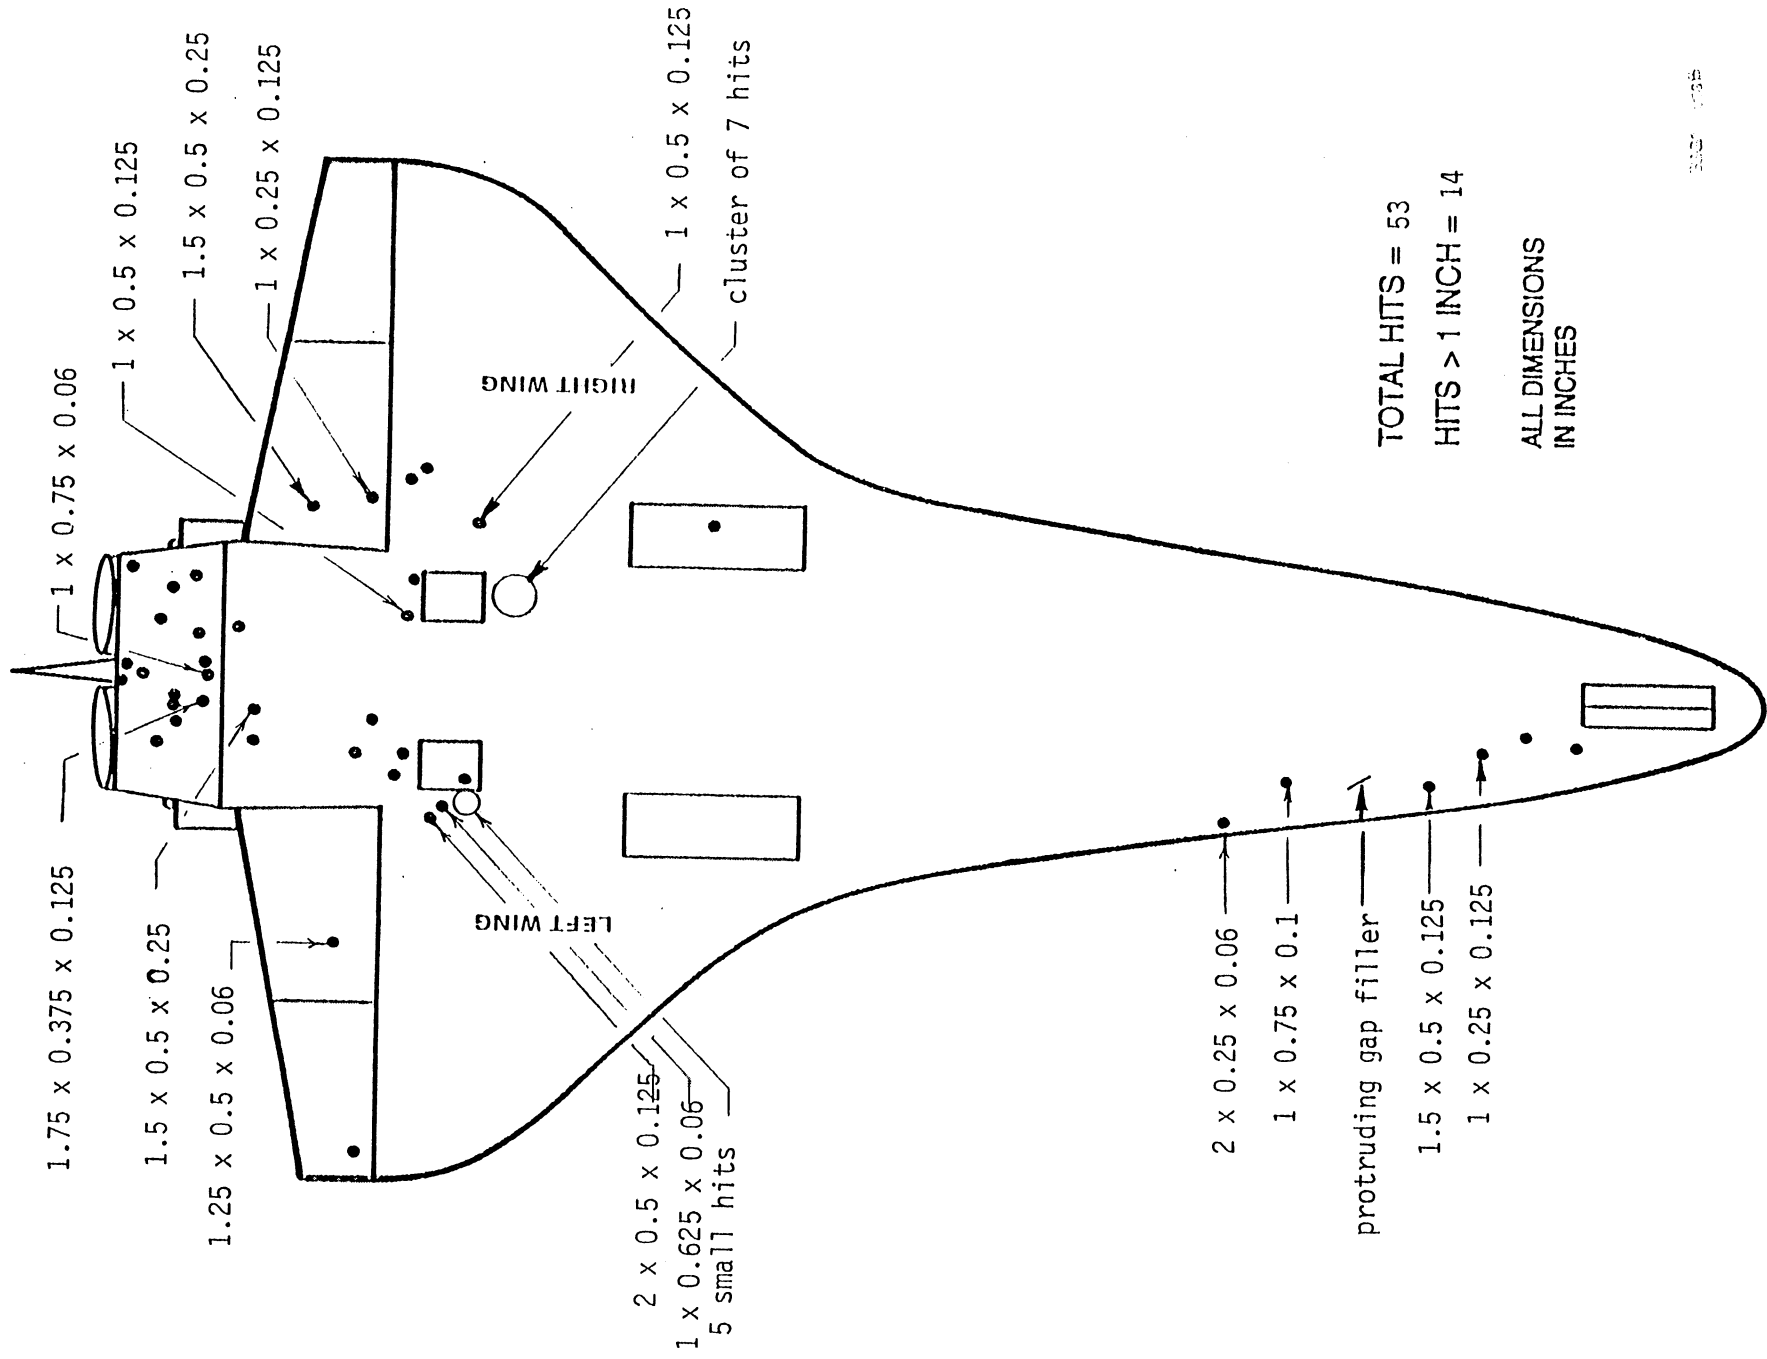 1 x 0.75 x 0.06
1 x 0.5 x 0.125
1.5 x 0.5 x 0.25
1 x 0.25 x 0.125
1 x 0.5 x 0.125
cluster of 7 hits
RIGHT WING
1.75 x 0.375 x 0.125
1.5 x 0.5 x 0.25
1.25 x 0.5 x 0.06
LEFT WING
2 x 0.5 x 0.125
1 x 0.625 x 0.06
5 small hits
2 x 0.25 x 0.06
1 x 0.75 x 0.1
protruding gap filler
1.5 x 0.5 x 0.125
1 x 0.25 x 0.125
TOTAL HITS = 53
HITS > 1 INCH = 14
ALL DIMENSIONS
IN INCHES